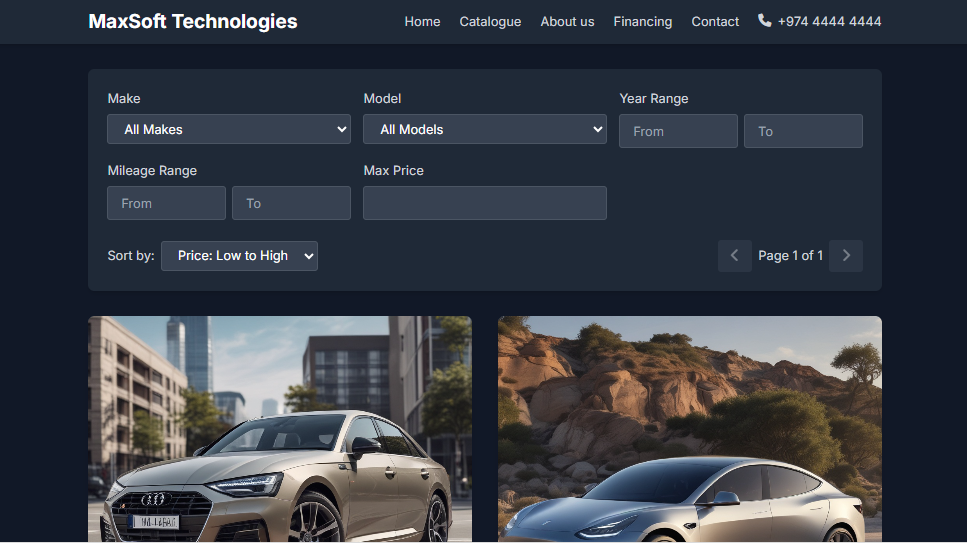 MaxSoft Technologies
Home Catalogue About us Financing Contact +974 4444 4444
Make Model Year Range
All Makes All Models From To
Mileage Range Max Price
From To
Sort by: Price: Low to High Page 1 of 1